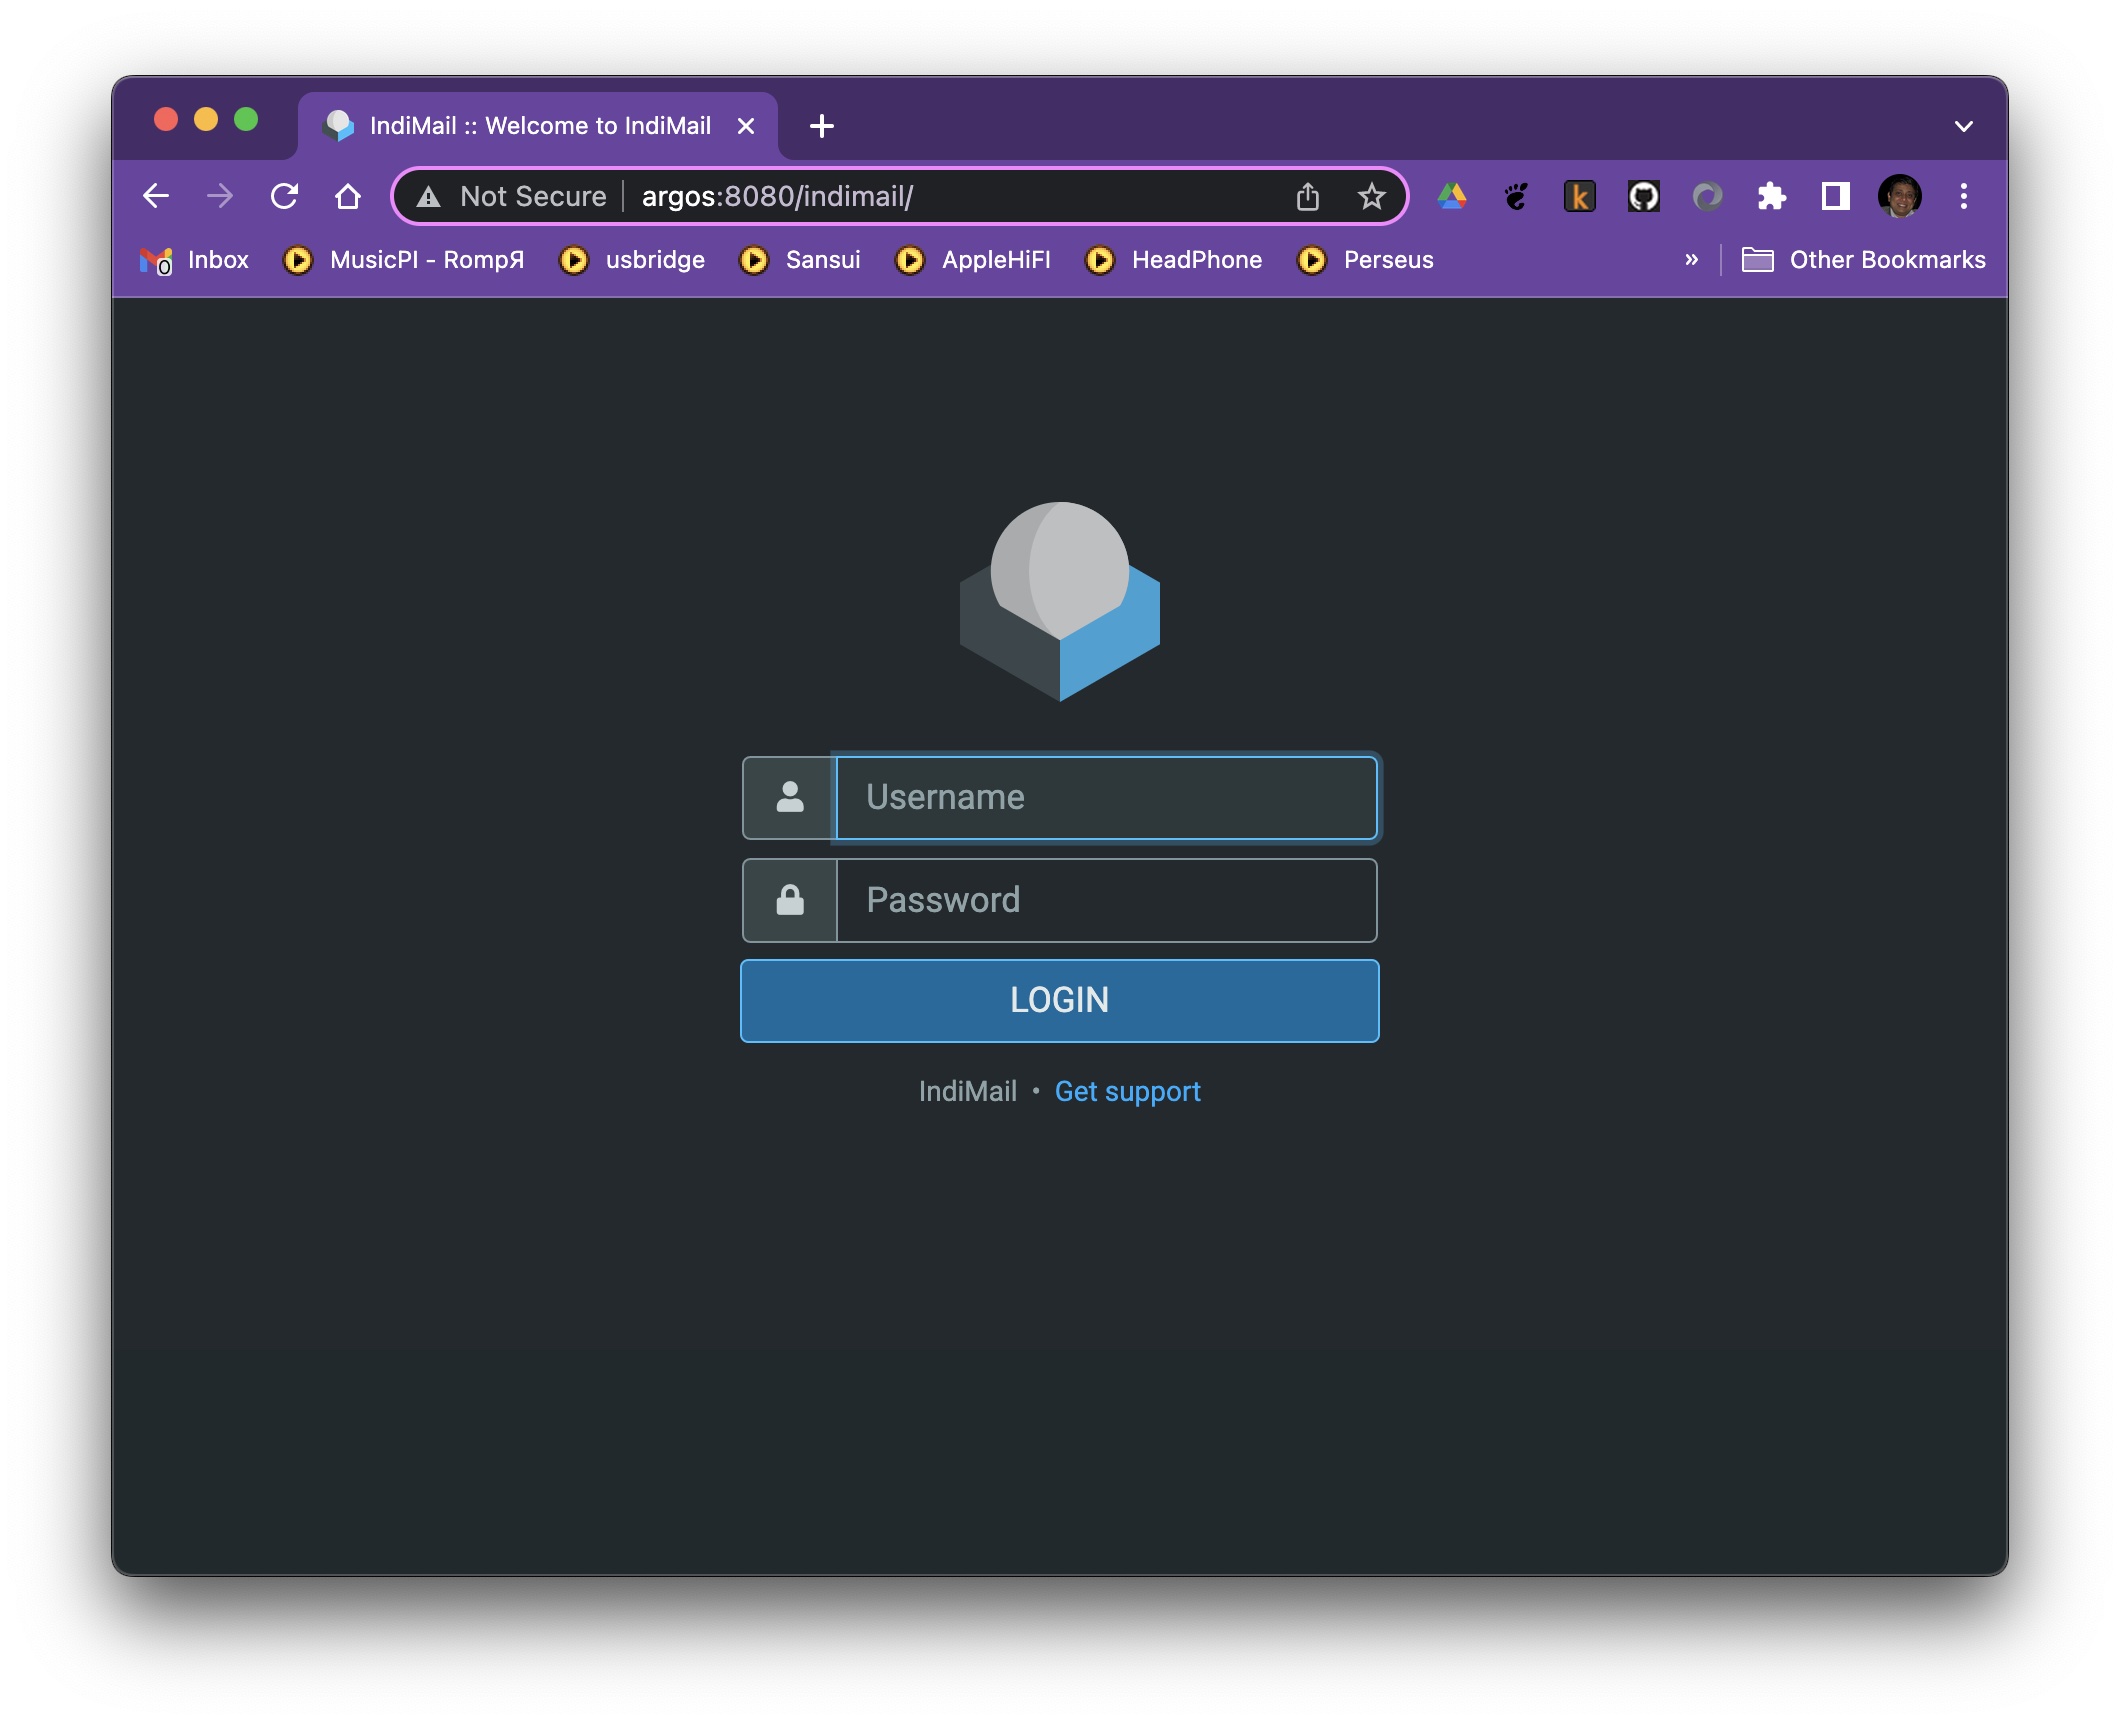 IndiMail :: Welcome to IndiMail
Not Secure argos:8080/indimail/
k
0 Inbox MusicPI - RompЯ usbridge Sansui AppleHiFI HeadPhone Perseus » Other Bookmarks
Username
Password
LOGIN
IndiMail • Get support